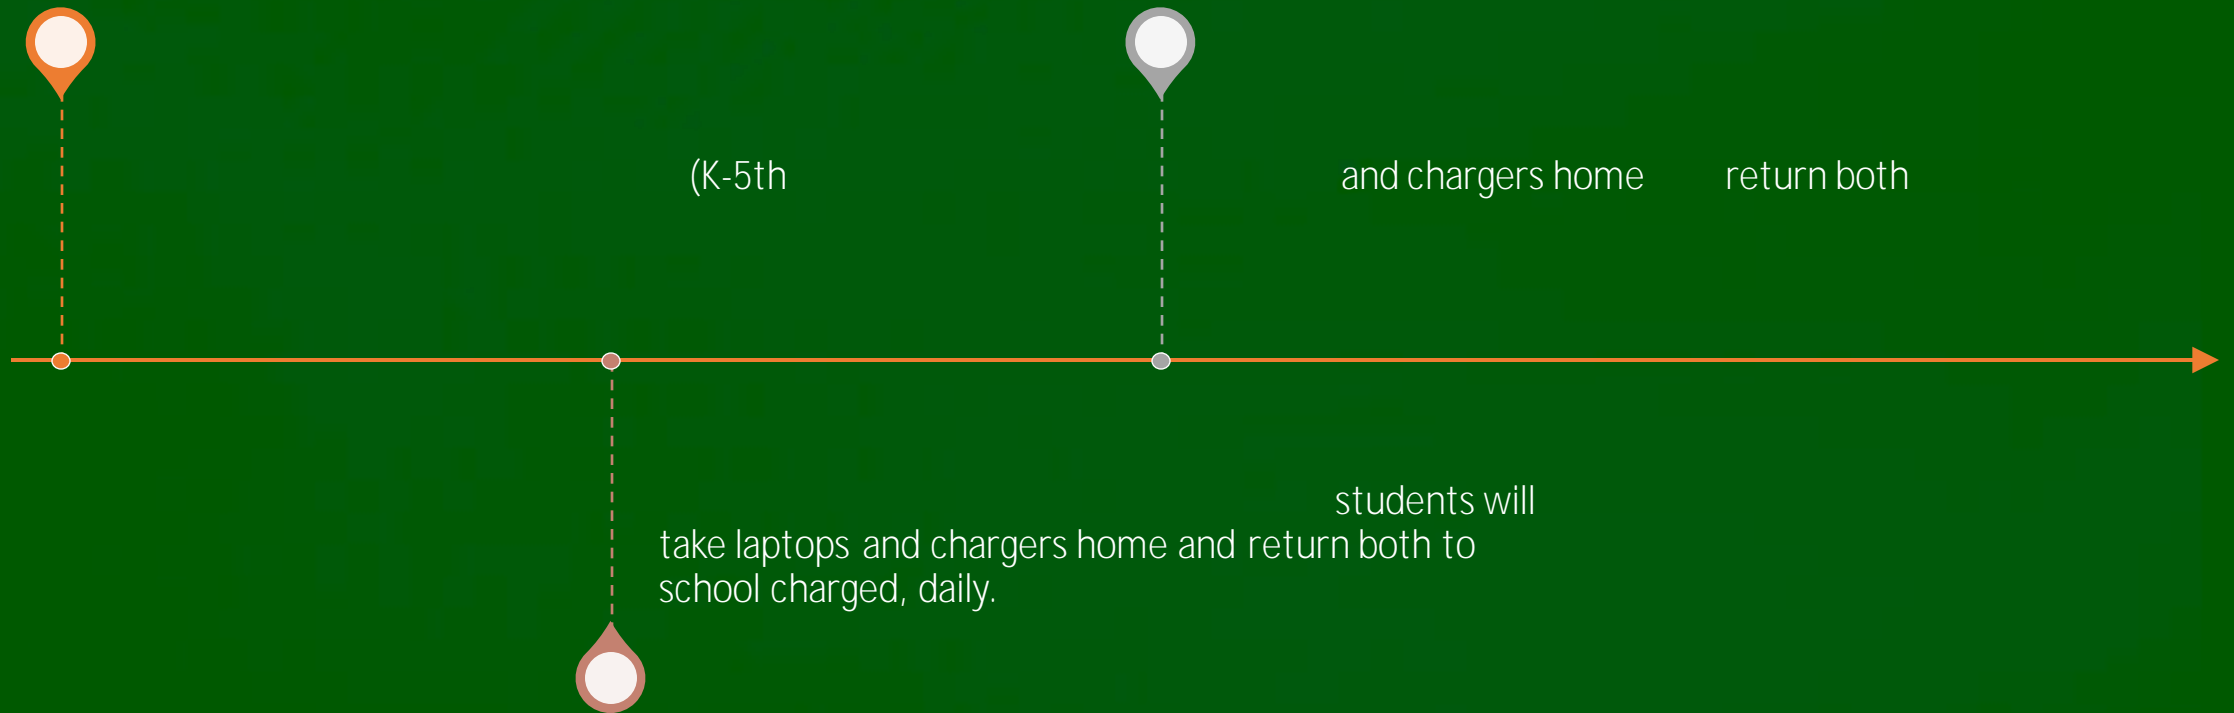 (K-5th
and chargers home return both
students will
take laptops and chargers home and return both to
school charged, daily.